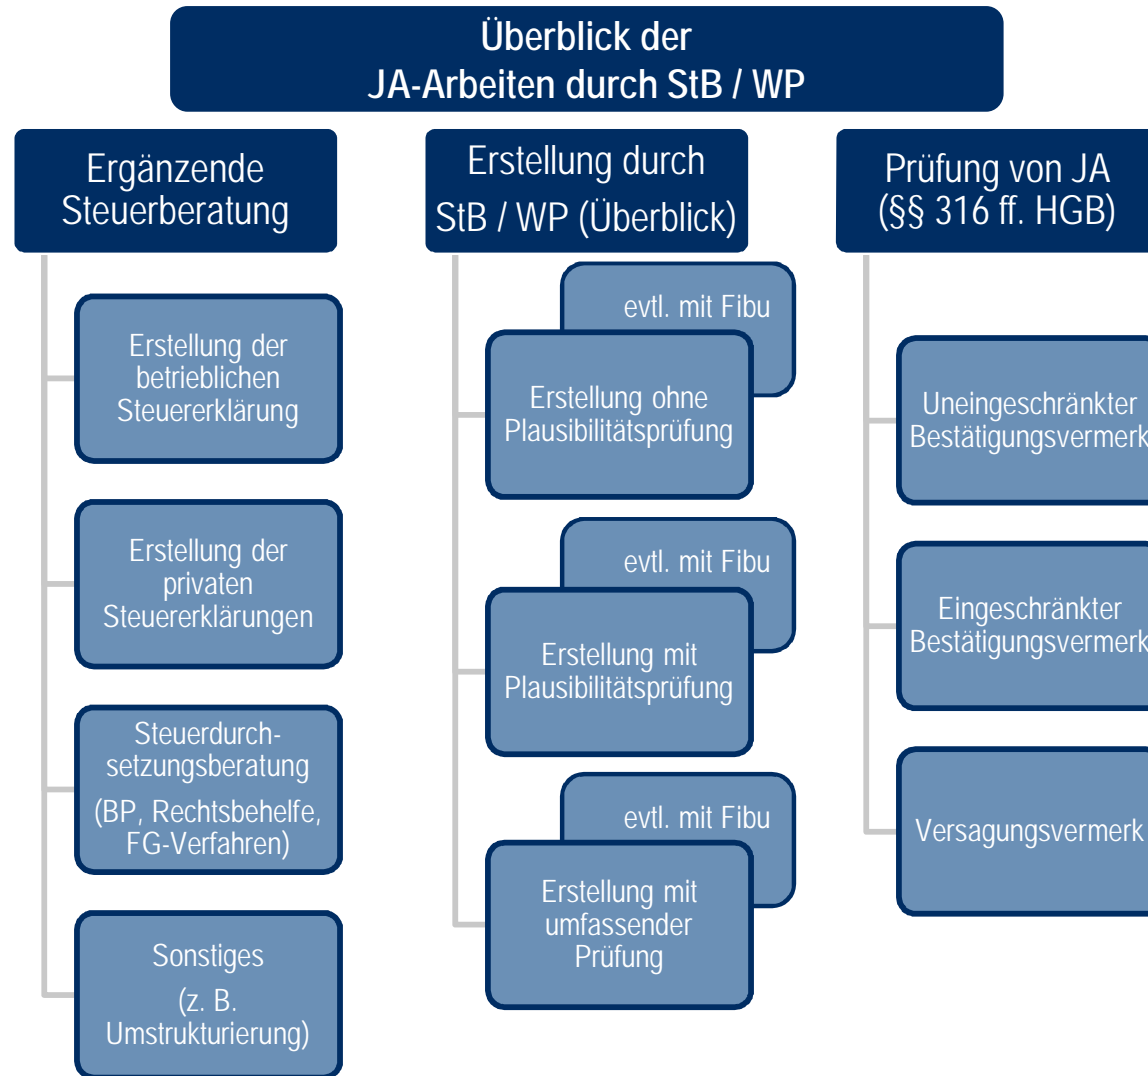 Überblick der
JA-Arbeiten durch StB / WP
Ergänzende
Steuerberatung
Erstellung der
betrieblichen
Steuererklärung
Erstellung der
privaten
Steuererklärungen
Steuerdurch-
setzungsberatung
(BP, Rechtsbehelfe,
FG-Verfahren)
Sonstiges
(z. B.
Umstrukturierung)
Erstellung durch
StB / WP (Überblick)
evtl. mit Fibu
Erstellung ohne
Plausibilitätsprüfung
evtl. mit Fibu
Erstellung mit
Plausibilitätsprüfung
evtl. mit Fibu
Erstellung mit
umfassender
Prüfung
Prüfung von JA
(§§ 316 ff. HGB)
Uneingeschränkter
Bestätigungsvermerk
Eingeschränkter
Bestätigungsvermerk
Versagungsvermerk